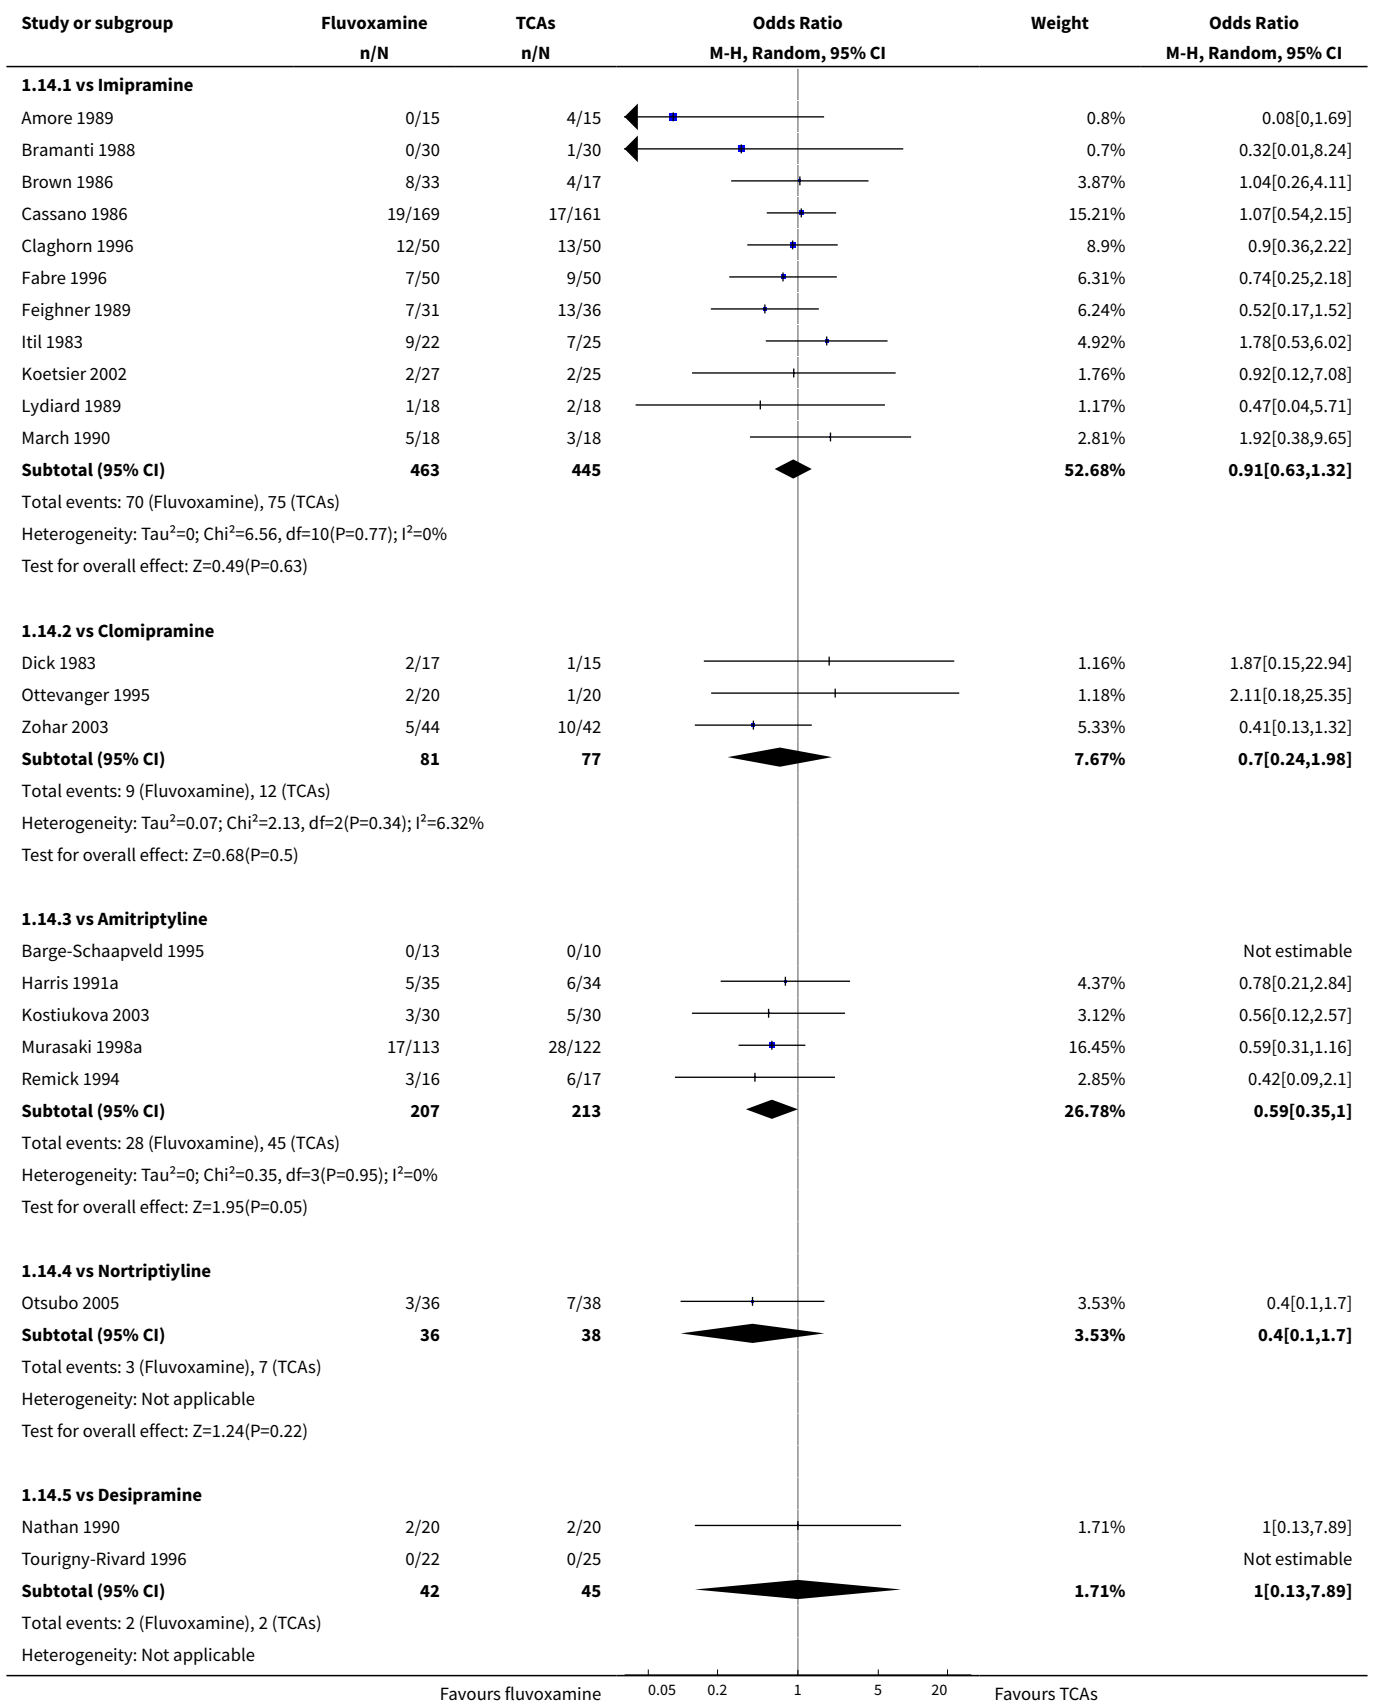 Study or subgroup Fluvoxamine TCAs Odds Ratio Weight Odds Ratio
n/N n/N M-H, Random, 95% CI M-H, Random, 95% CI
1.14.1 vs Imipramine
Amore 1989 0/15 4/15 0.8% 0.08[0,1.69]
Bramanti 1988 0/30 1/30 0.7% 0.32[0.01,8.24]
Brown 1986 8/33 4/17 3.87% 1.04[0.26,4.11]
Cassano 1986 19/169 17/161 15.21% 1.07[0.54,2.15]
Claghorn 1996 12/50 13/50 8.9% 0.9[0.36,2.22]
Fabre 1996 7/50 9/50 6.31% 0.74[0.25,2.18]
Feighner 1989 7/31 13/36 6.24% 0.52[0.17,1.52]
Itil 1983 9/22 7/25 4.92% 1.78[0.53,6.02]
Koetsier 2002 2/27 2/25 1.76% 0.92[0.12,7.08]
Lydiard 1989 1/18 2/18 1.17% 0.47[0.04,5.71]
March 1990 5/18 3/18 2.81% 1.92[0.38,9.65]
Subtotal (95% CI) 463 445 52.68% 0.91[0.63,1.32]
Total events: 70 (Fluvoxamine), 75 (TCAs)
Heterogeneity: Tau²=0; Chi²=6.56, df=10(P=0.77); I²=0%
Test for overall effect: Z=0.49(P=0.63)
1.14.2 vs Clomipramine
Dick 1983 2/17 1/15 1.16% 1.87[0.15,22.94]
Ottevanger 1995 2/20 1/20 1.18% 2.11[0.18,25.35]
Zohar 2003 5/44 10/42 5.33% 0.41[0.13,1.32]
Subtotal (95% CI) 81 77 7.67% 0.7[0.24,1.98]
Total events: 9 (Fluvoxamine), 12 (TCAs)
Heterogeneity: Tau²=0.07; Chi²=2.13, df=2(P=0.34); I²=6.32%
Test for overall effect: Z=0.68(P=0.5)
1.14.3 vs Amitriptyline
Barge-Schaapveld 1995 0/13 0/10 Not estimable
Harris 1991a 5/35 6/34 4.37% 0.78[0.21,2.84]
Kostiukova 2003 3/30 5/30 3.12% 0.56[0.12,2.57]
Murasaki 1998a 17/113 28/122 16.45% 0.59[0.31,1.16]
Remick 1994 3/16 6/17 2.85% 0.42[0.09,2.1]
Subtotal (95% CI) 207 213 26.78% 0.59[0.35,1]
Total events: 28 (Fluvoxamine), 45 (TCAs)
Heterogeneity: Tau²=0; Chi²=0.35, df=3(P=0.95); I²=0%
Test for overall effect: Z=1.95(P=0.05)
1.14.4 vs Nortriptiyline
Otsubo 2005 3/36 7/38 3.53% 0.4[0.1,1.7]
Subtotal (95% CI) 36 38 3.53% 0.4[0.1,1.7]
Total events: 3 (Fluvoxamine), 7 (TCAs)
Heterogeneity: Not applicable
Test for overall effect: Z=1.24(P=0.22)
1.14.5 vs Desipramine
Nathan 1990 2/20 2/20 1.71% 1[0.13,7.89]
Tourigny-Rivard 1996 0/22 0/25 Not estimable
Subtotal (95% CI) 42 45 1.71% 1[0.13,7.89]
Total events: 2 (Fluvoxamine), 2 (TCAs)
Heterogeneity: Not applicable
Favours fluvoxamine 0.05 0.2 1 5 20 Favours TCAs